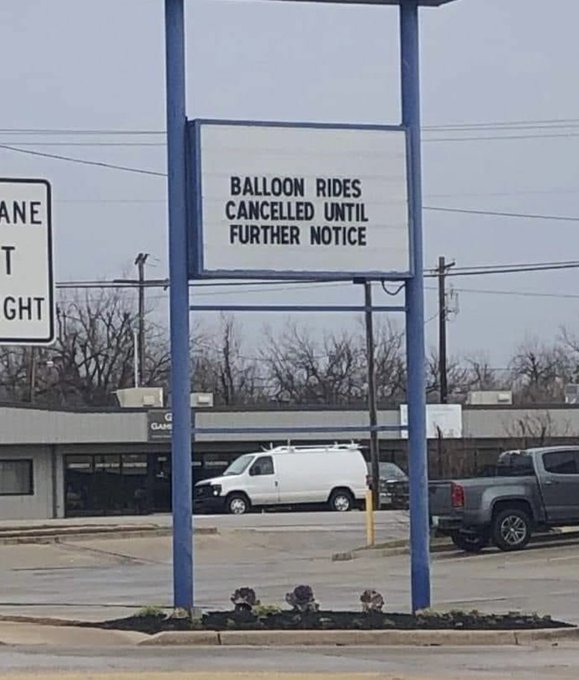 BALLOON RIDES
CANCELLED UNTIL
FURTHER NOTICE
ANE
T
GHT